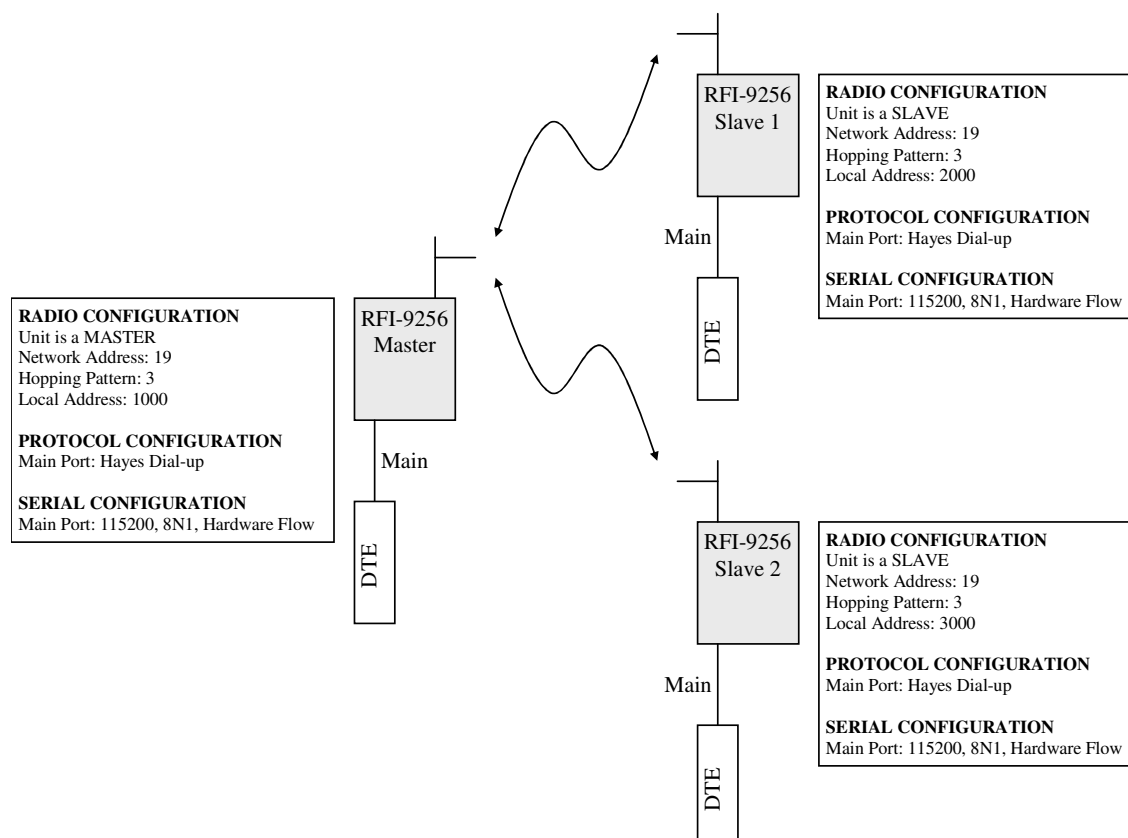 RFI-9256
Slave 1
Main
DTE
RADIO CONFIGURATION
Unit is a SLAVE
Network Address: 19
Hopping Pattern: 3
Local Address: 2000
PROTOCOL CONFIGURATION
Main Port: Hayes Dial-up
SERIAL CONFIGURATION
Main Port: 115200, 8N1, Hardware Flow
RADIO CONFIGURATION
Unit is a MASTER
Network Address: 19
Hopping Pattern: 3
Local Address: 1000
PROTOCOL CONFIGURATION
Main Port: Hayes Dial-up
SERIAL CONFIGURATION
Main Port: 115200, 8N1, Hardware Flow
RFI-9256
Master
Main
DTE
RFI-9256
Slave 2
Main
DTE
RADIO CONFIGURATION
Unit is a SLAVE
Network Address: 19
Hopping Pattern: 3
Local Address: 3000
PROTOCOL CONFIGURATION
Main Port: Hayes Dial-up
SERIAL CONFIGURATION
Main Port: 115200, 8N1, Hardware Flow